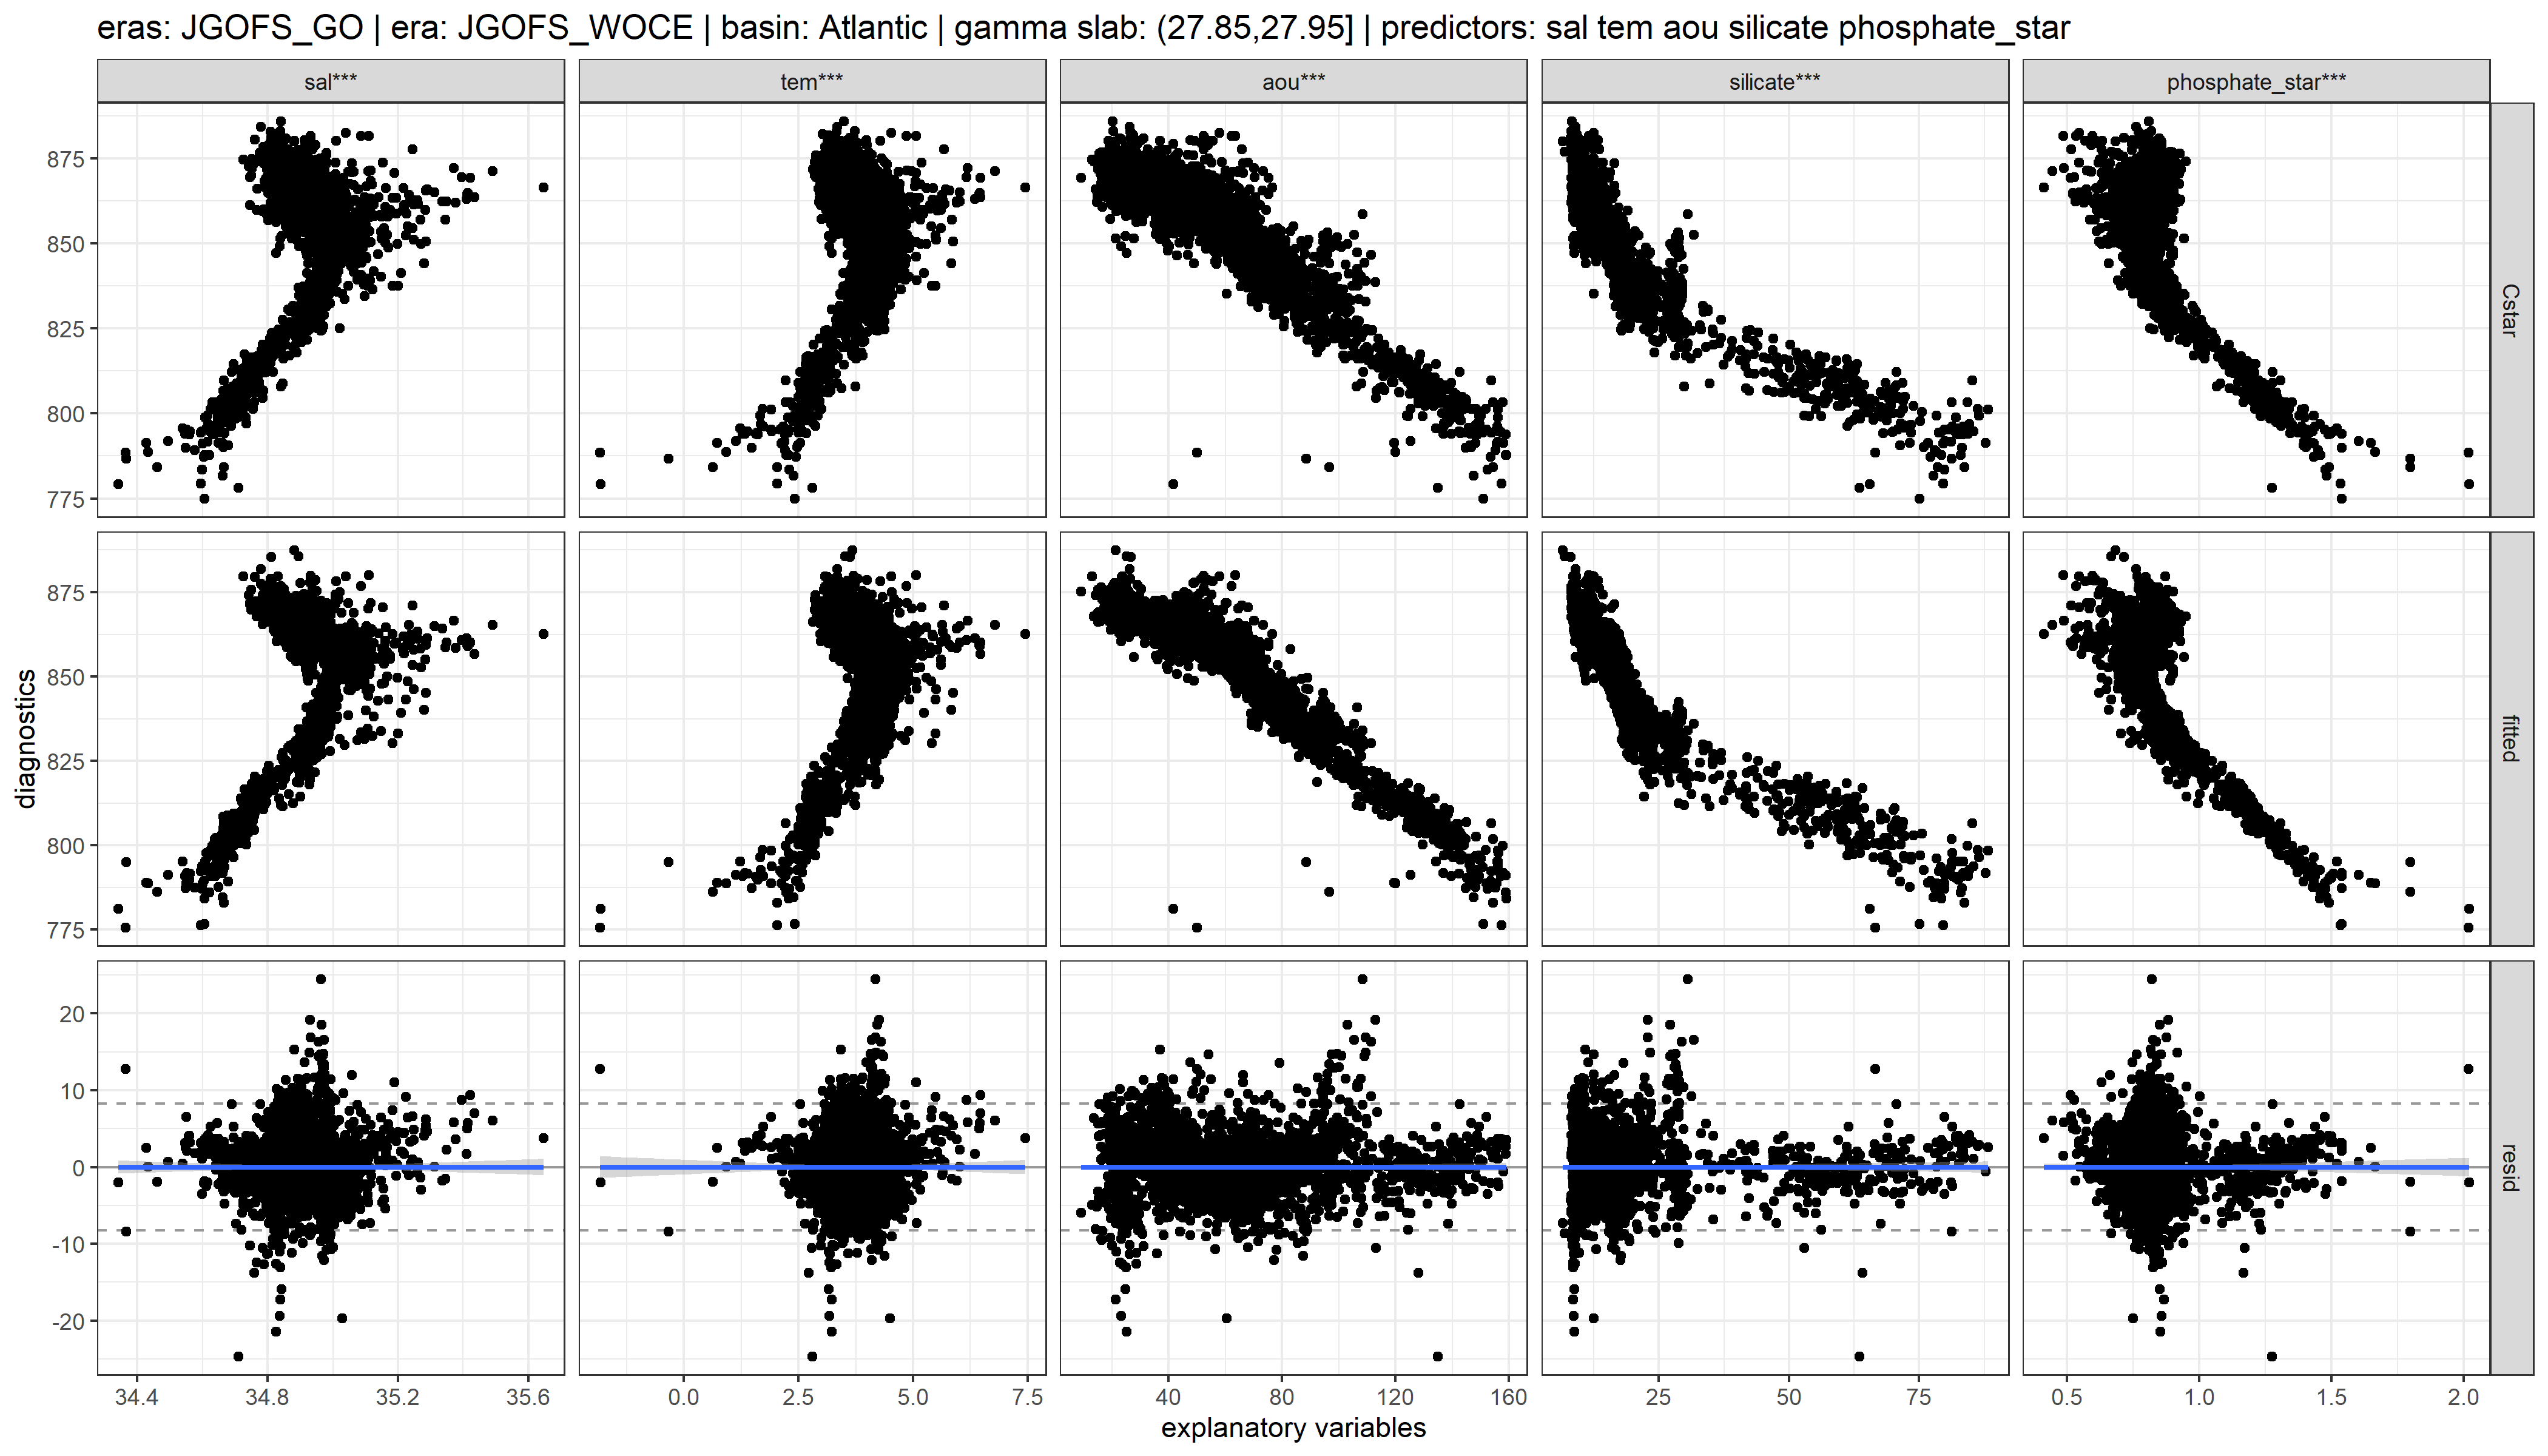 eras: JGOFS_GO | era: JGOFS_WOCE | basin: Atlantic | gamma slab: (27.85,27.95] | predictors: sal tem aou silicate phosphate_star
sal*** tem*** aou*** silicate*** phosphate_star***
875
850
825
800
775
Cstar
875
850
825
800
775
fitted
diagnostics
20
10
0
-10
-20
resid
34.4 34.8 35.2 35.6 0.0 2.5 5.0 7.5 40 80 120 160 25 50 75 0.5 1.0 1.5 2.0
explanatory variables